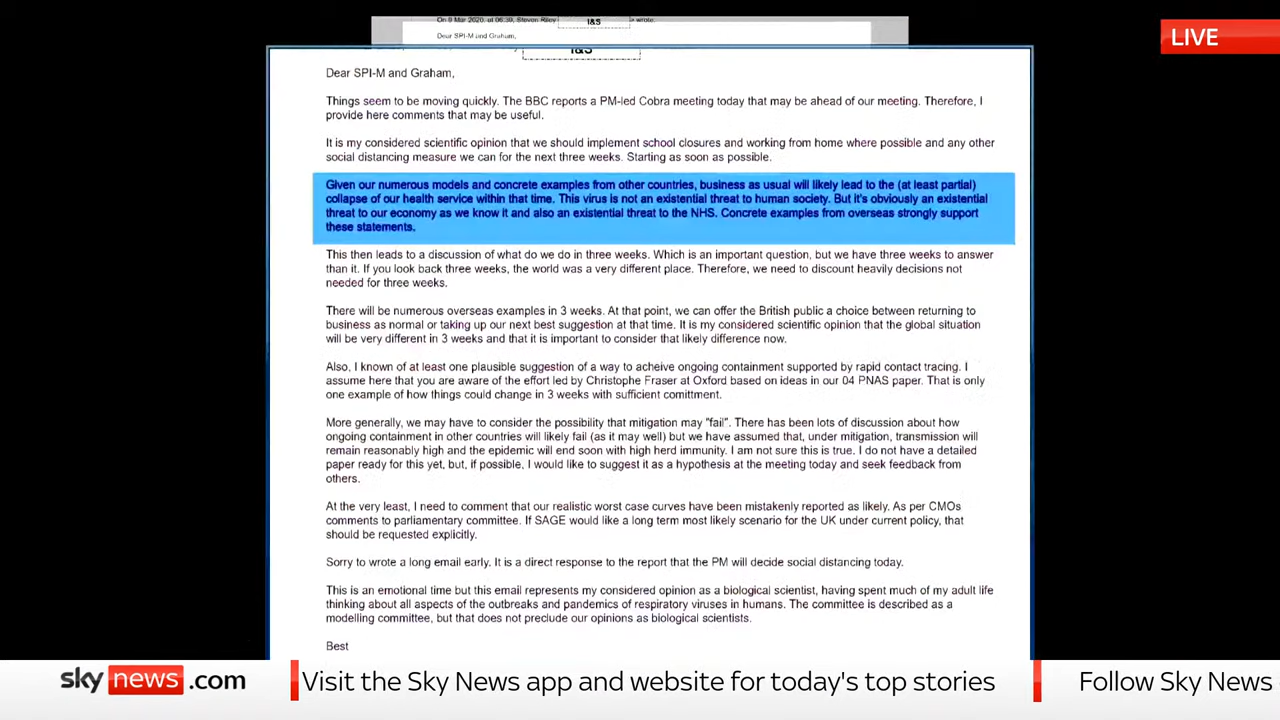 On 9 Mar 2020, at 06:39, Steven Riley I&S wrote:
Dear SPI-M and Graham,
I&S
LIVE
Dear SPI-M and Graham,
Things seem to be moving quickly. The BBC reports a PM-led Cobra meeting today that may be ahead of our meeting. Therefore, I
provide here comments that may be useful.
It is my considered scientific opinion that we should implement school closures and working from home where possible and any other
social distancing measure we can for the next three weeks. Starting as soon as possible.
Given our numerous models and concrete examples from other countries, business as usual will likely lead to the (at least partial)
collapse of our health service within that time. This virus is not an existential threat to human society. But it's obviously an existential
threat to our economy as we know it and also an existential threat to the NHS. Concrete examples from overseas strongly support
these statements.
This then leads to a discussion of what do we do in three weeks. Which is an important question, but we have three weeks to answer
than it. If you look back three weeks, the world was a very different place. Therefore, we need to discount heavily decisions not
needed for three weeks.
There will be numerous overseas examples in 3 weeks. At that point, we can offer the British public a choice between returning to
business as normal or taking up our next best suggestion at that time. It is my considered scientific opinion that the global situation
will be very different in 3 weeks and that it is important to consider that likely difference now.
Also, I known of at least one plausible suggestion of a way to acheive ongoing containment supported by rapid contact tracing. I
assume here that you are aware of the effort led by Christophe Fraser at Oxford based on ideas in our 04 PNAS paper. That is only
one example of how things could change in 3 weeks with sufficient comittment.
More generally, we may have to consider the possibility that mitigation may "fail". There has been lots of discussion about how
ongoing containment in other countries will likely fail (as it may well) but we have assumed that, under mitigation, transmission will
remain reasonably high and the epidemic will end soon with high herd immunity. I am not sure this is true. I do not have a detailed
paper ready for this yet, but, if possible, I would like to suggest it as a hypothesis at the meeting today and seek feedback from
others.
At the very least, I need to comment that our realistic worst case curves have been mistakenly reported as likely. As per CMOs
comments to parliamentary committee. If SAGE would like a long term most likely scenario for the UK under current policy, that
should be requested explicitly.
Sorry to wrote a long email early. It is a direct response to the report that the PM will decide social distancing today.
This is an emotional time but this email represents my considered opinion as a biological scientist, having spent much of my adult life
thinking about all aspects of the outbreaks and pandemics of respiratory viruses in humans. The committee is described as a
modelling committee, but that does not preclude our opinions as biological scientists.
Best
sky news.com Visit the Sky News app and website for today's top stories Follow Sky News